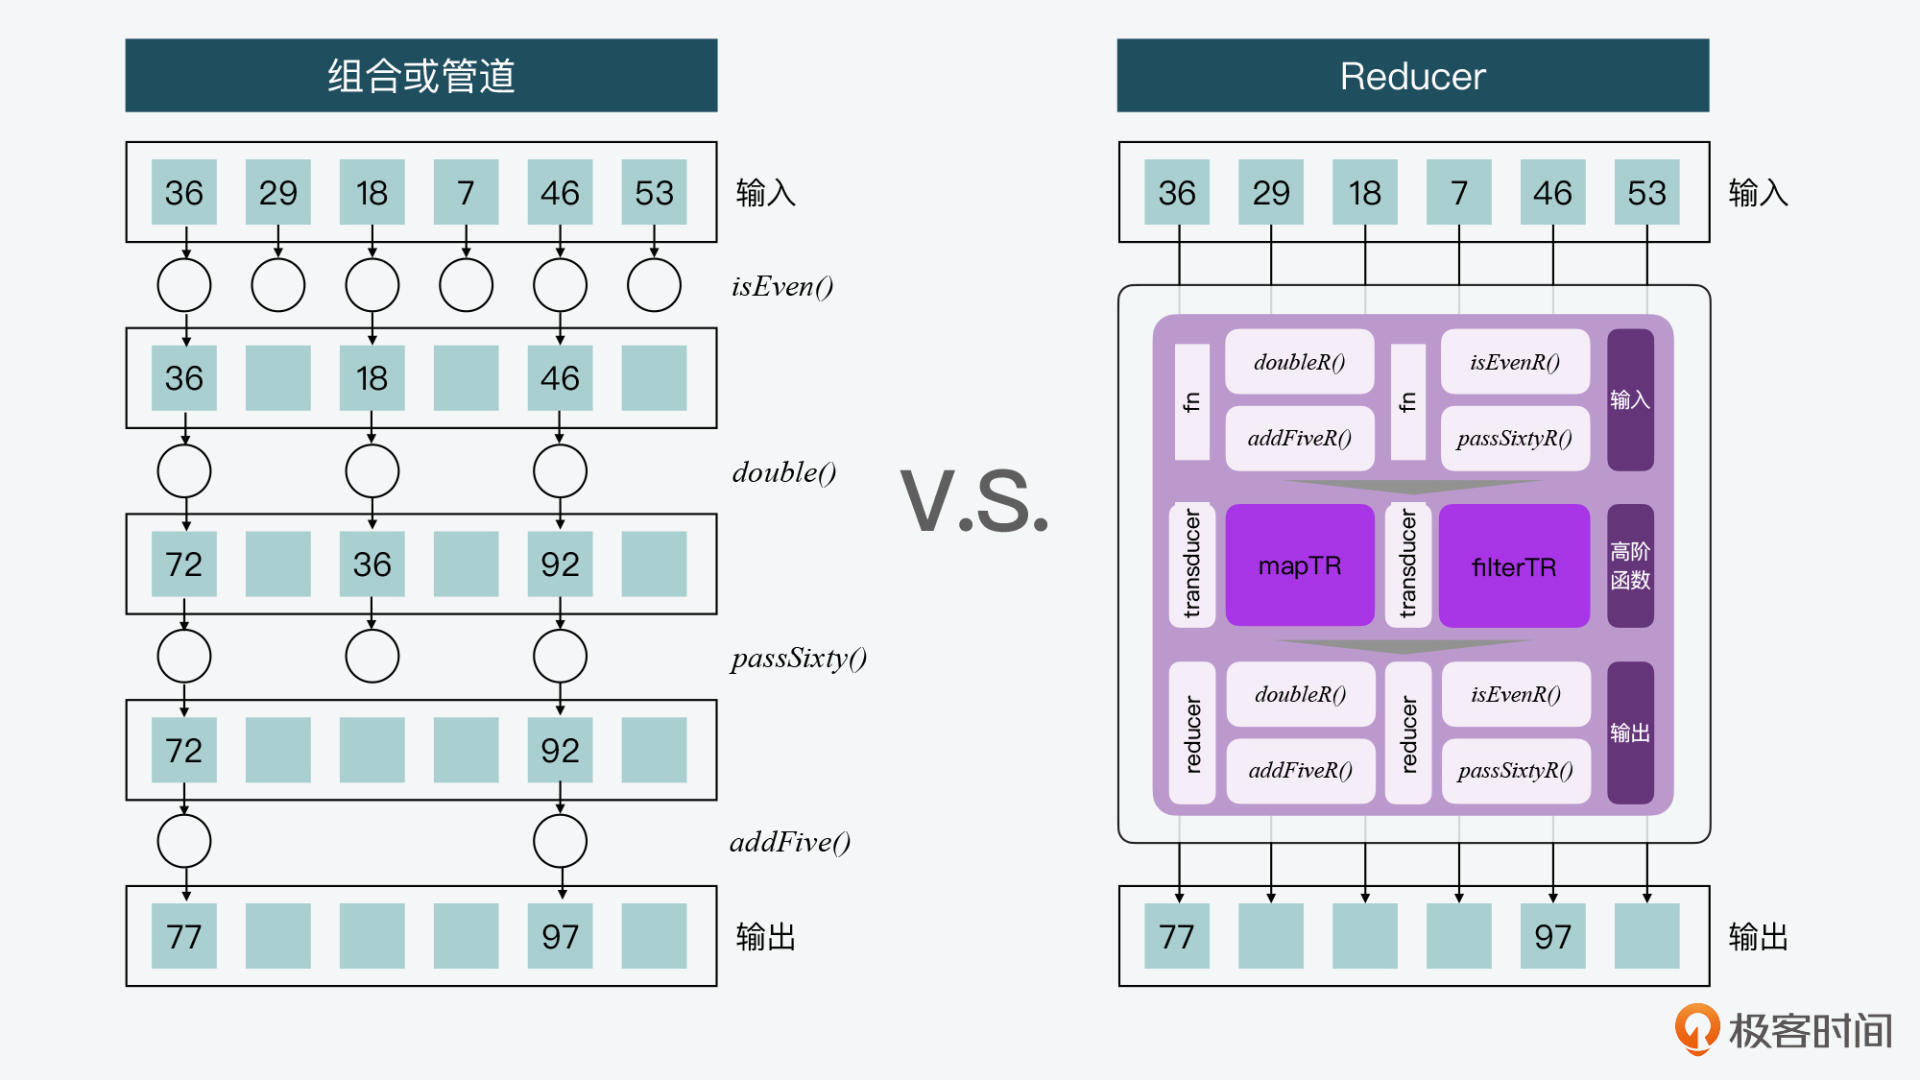 组合或管道
36 29 18 7 46 53 输入
isEven()
36 18 46
double()
72 36 92
passSixty()
72 92
addFive()
77 97 输出
v.s.
Reducer
36 29 18 7 46 53 输入
fn
doubleR()
addFiveR()
fn
isEvenR()
passSixtyR()
输入
transducer
mapTR
transducer
filterTR
高阶
函数
reducer
doubleR()
addFiveR()
reducer
isEvenR()
passSixtyR()
输出
77 97 输出
极客时间